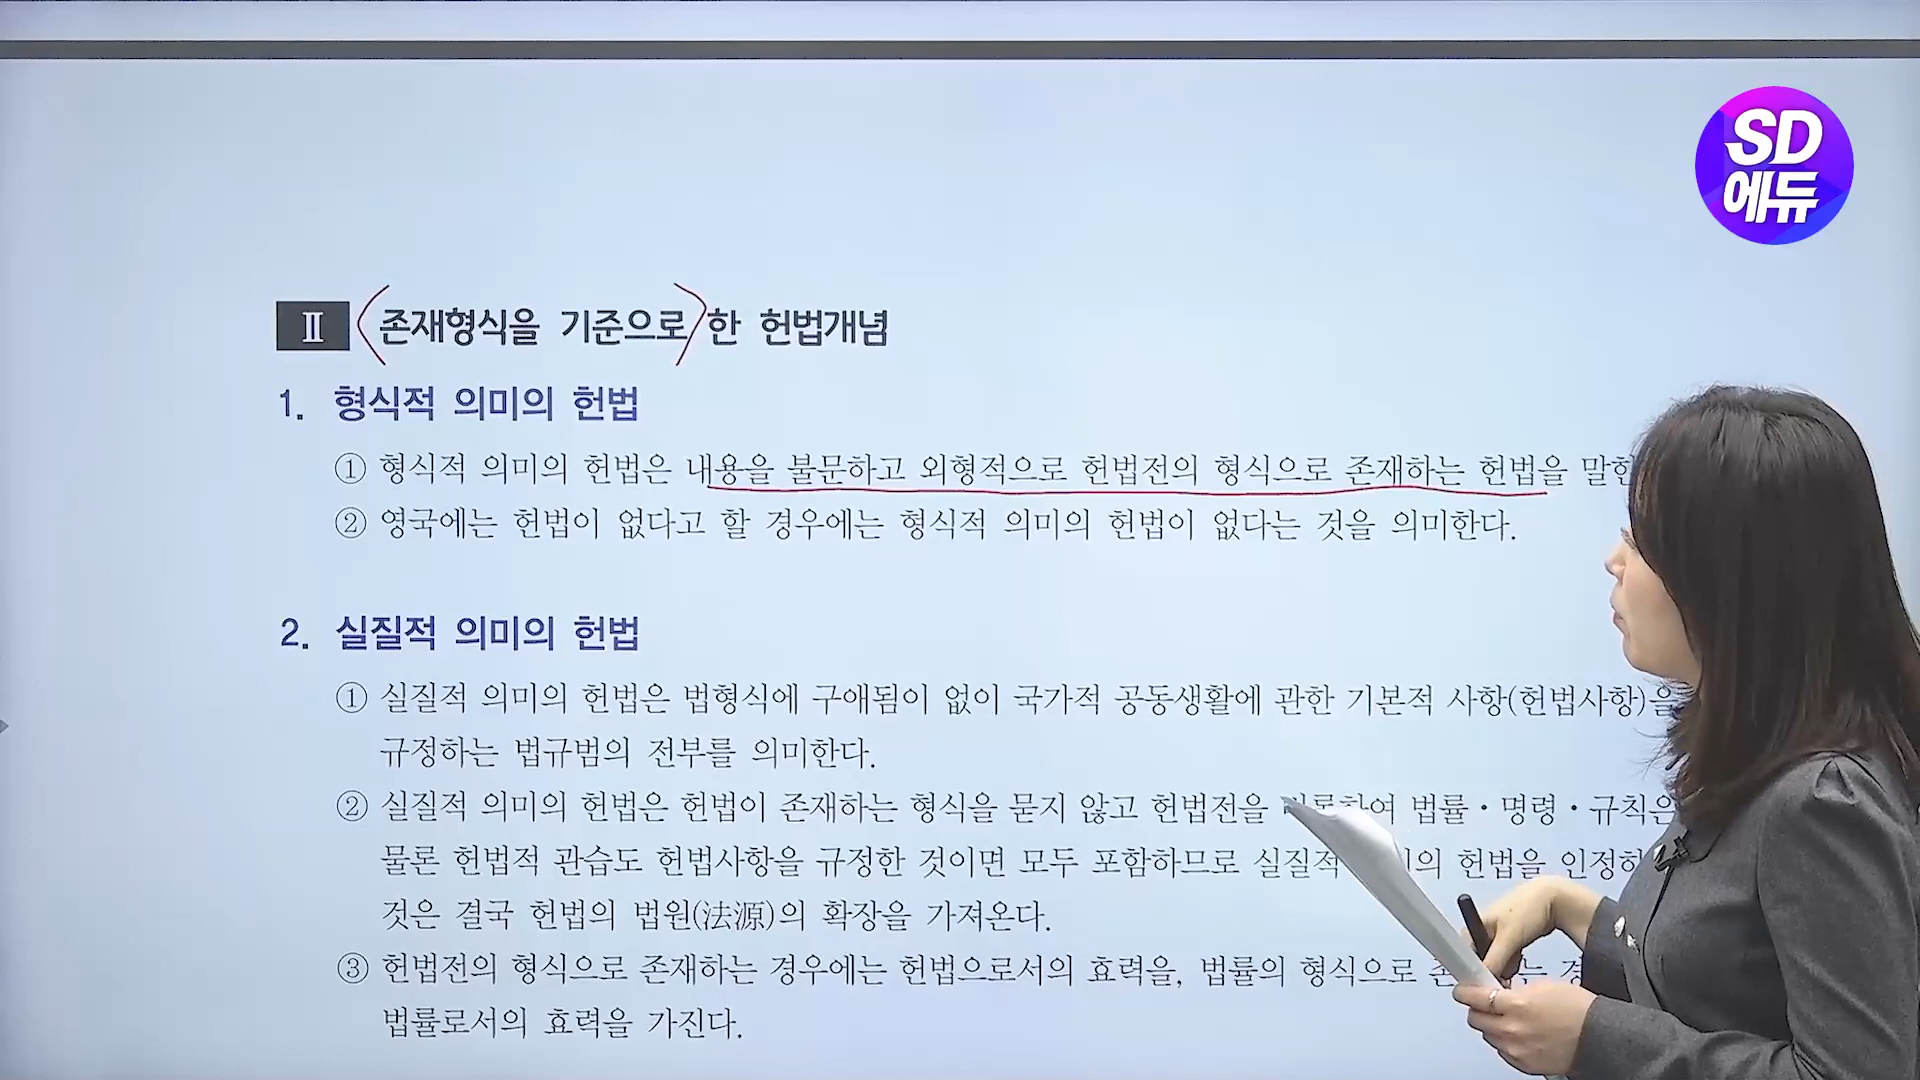 SD
에듀
Ⅱ 존재형식을 기준으로 한 헌법개념
1. 형식적 의미의 헌법
① 형식적 의미의 헌법은 내용을 불문하고 외형적으로 헌법전의 형식으로 존재하는 헌법을
② 영국에는 헌법이 없다고 할 경우에는 형식적 의미의 헌법이 없다는 것을 의미한다.
2. 실질적 의미의 헌법
① 실질적 의미의 헌법은 법형식에 구애됨이 없이 국가적 공동생활에 관한 기본적 사항(헌법사항)을
규정하는 법규범의 전부를 의미한다.
② 실질적 의미의 헌법은 헌법이 존재하는 형식을 묻지 않고 헌법전을 법률・명령・규칙은
물론 헌법적 관습도 헌법사항을 규정한 것이면 모두 포함하므로 실질적 헌법을
것은 결국 헌법의 법원(法源)의 확장을 가져온다.
③ 헌법전의 형식으로 존재하는 경우에는 헌법으로서의 효력을, 법률의 형식으로
법률로서의 효력을 가진다.